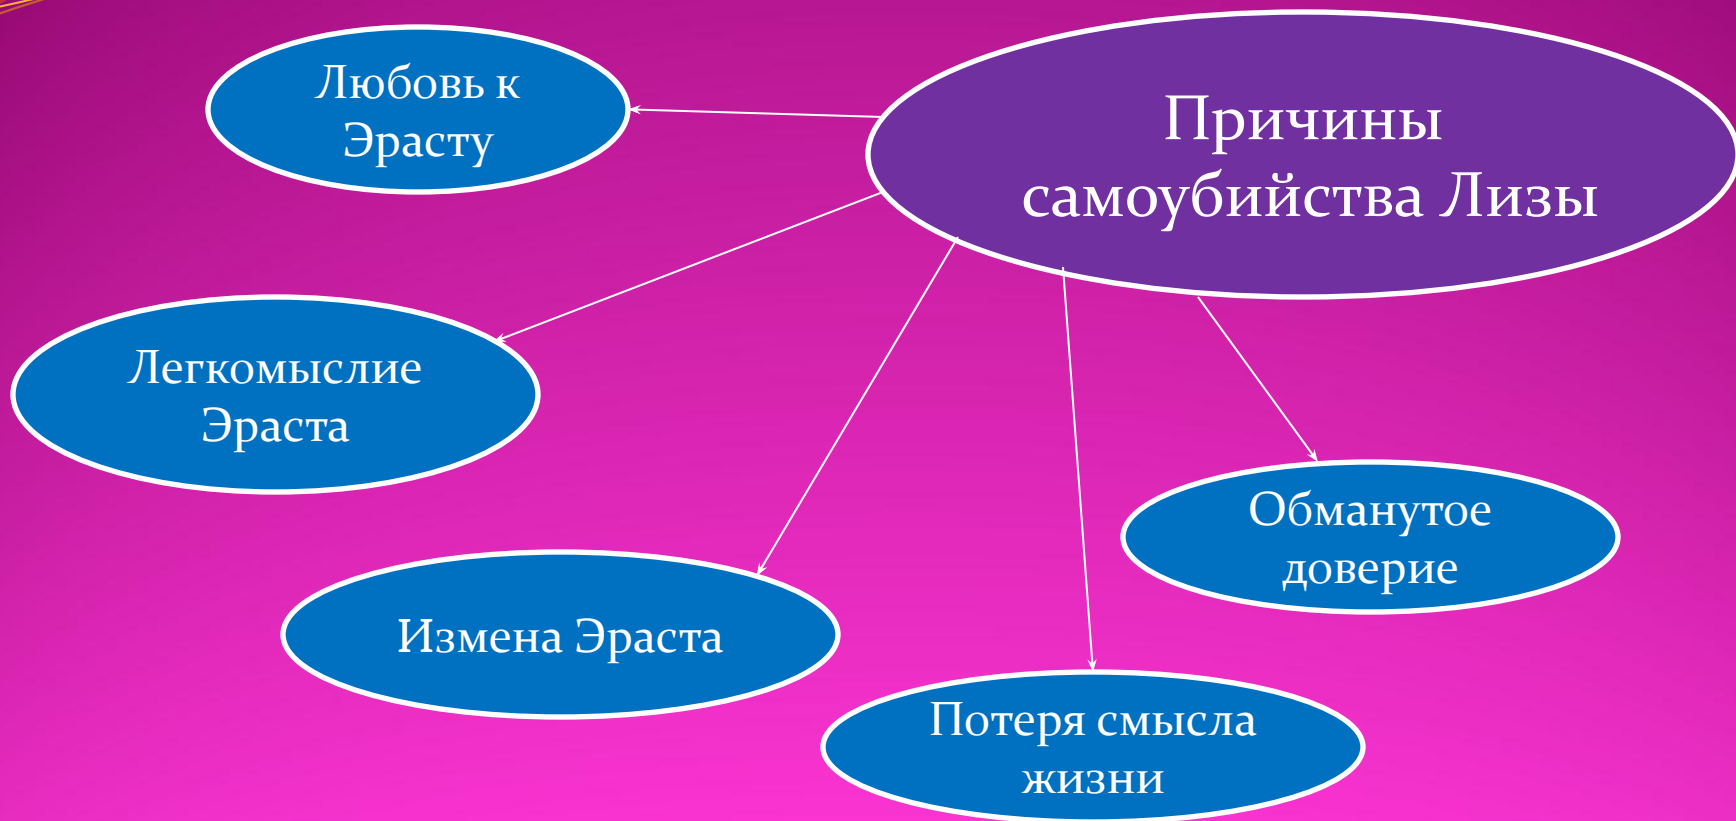 Причины
самоубийства Лизы
Любовь к
Эрасту
Легкомыслие
Эраста
Измена Эраста
Потеря смысла
жизни
Обманутое
доверие